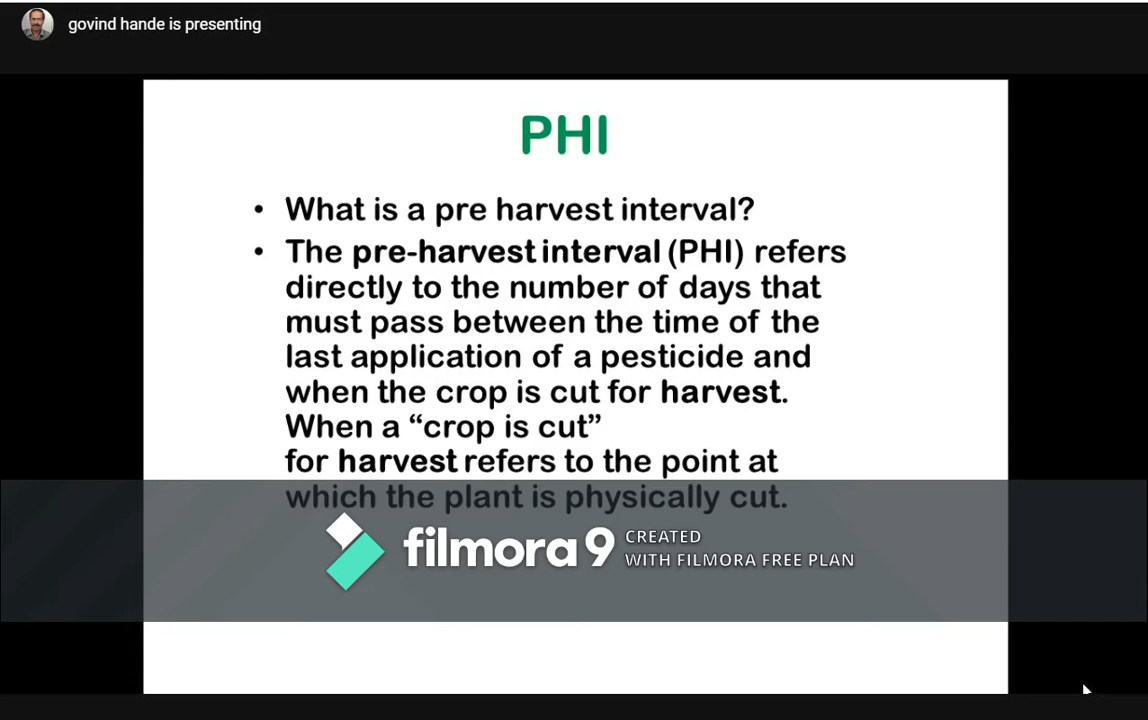 govind hande is presenting
PHI
• What is a pre harvest interval?
• The pre-harvest interval (PHI) refers
directly to the number of days that
must pass between the time of the
last application of a pesticide and
when the crop is cut for harvest.
When a “crop is cut”
for harvest refers to the point at
which the plant is physically cut.
filmora 9
CREATED
WITH FILMORA FREE PLAN